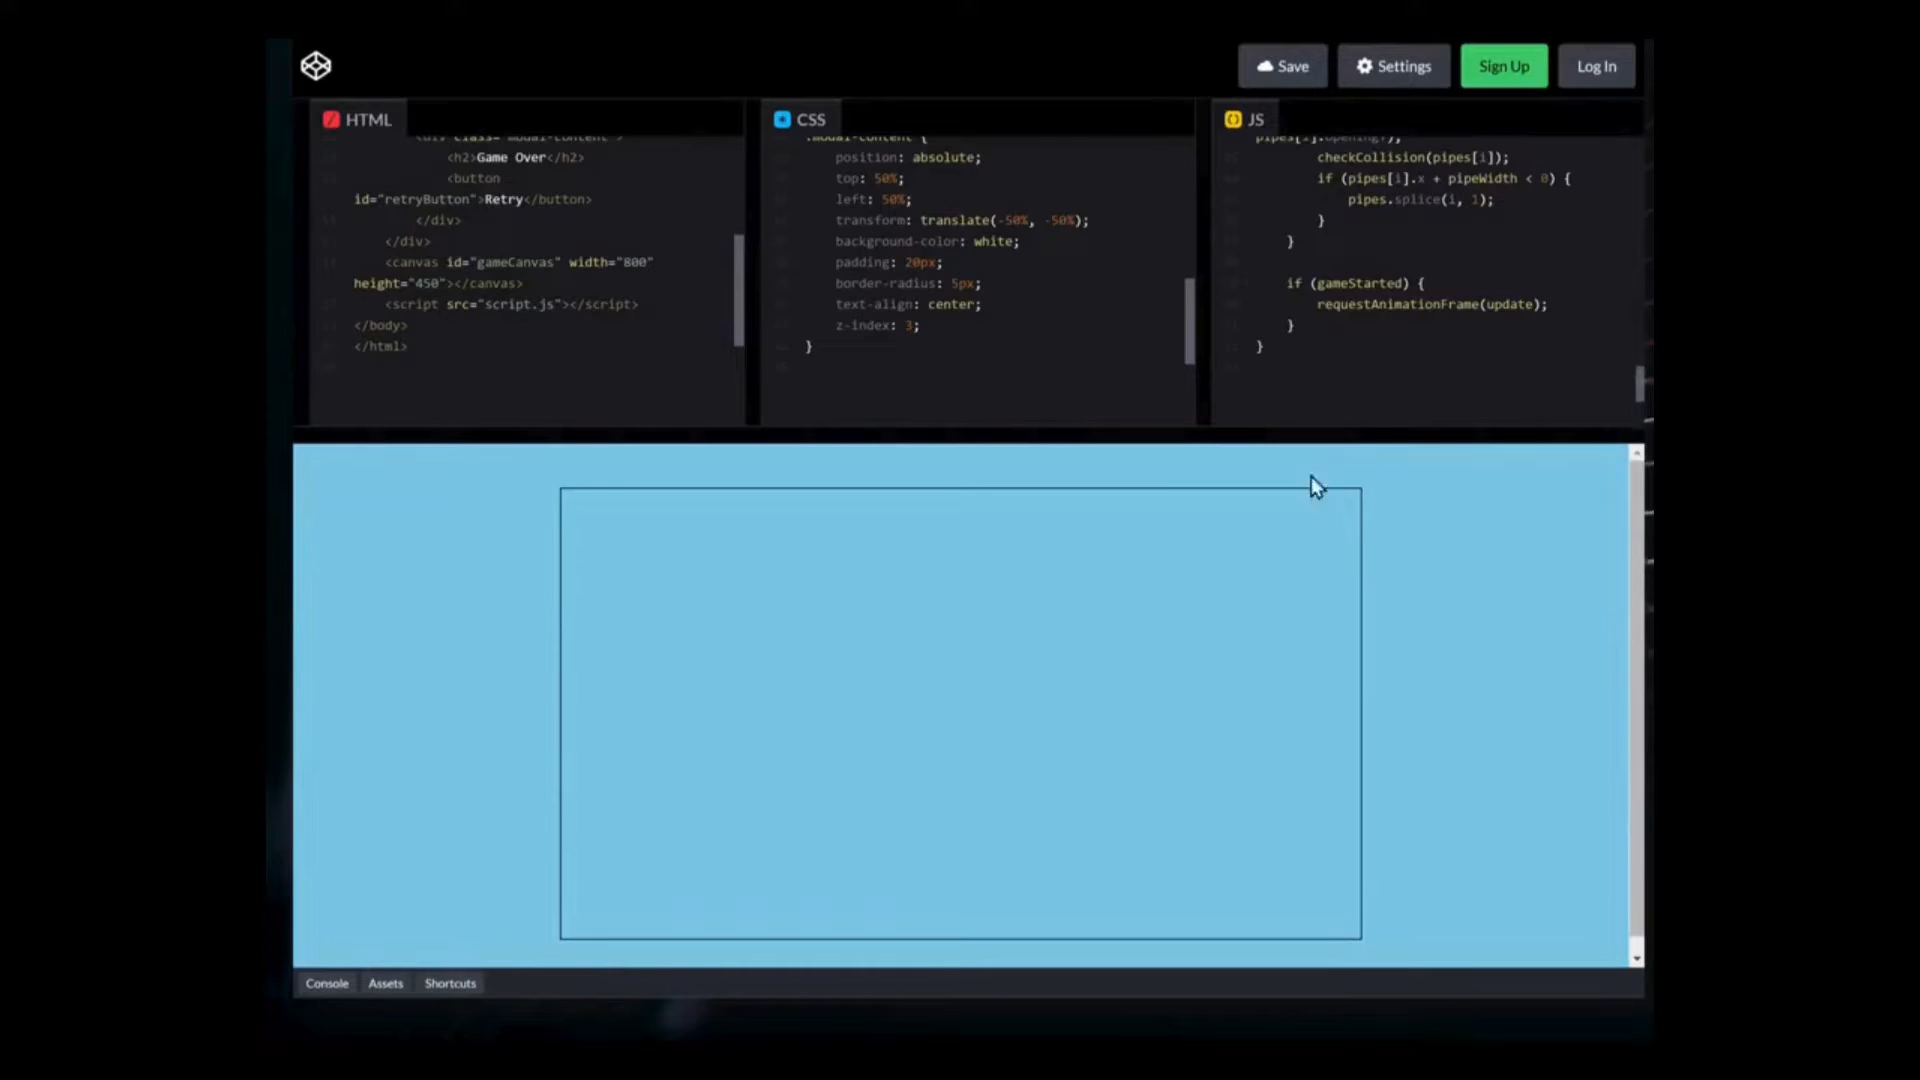 Save
Settings
Sign Up
Log In
HTML
<h2>Game Over</h2>
<button
id="retryButton">Retry</button>
</div>
</div>
<canvas id="gameCanvas" width="800"
height="450"></canvas>
<script src="script.js"></script>
</body>
</html>
CSS
.modal-content {
position: absolute;
top: 50%;
left: 50%;
transform: translate(-50%, -50%);
background-color: white;
padding: 20px;
border-radius: 5px;
text-align: center;
z-index: 3;
}
JS
checkCollision(pipes[i]);
if (pipes[i].x + pipeWidth < 0) {
pipes.splice(i, 1);
}
}
if (gameStarted) {
requestAnimationFrame(update);
}
}
Console
Assets
Shortcuts